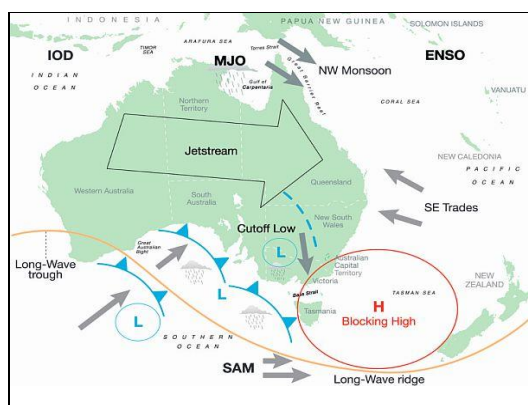 INDONESIA
PAPUA NEW GUINEA
SOLOMON ISLANDS
IOD
TIMOR SEA
ARAFURA SEA
Torres Strait
MJO
ENSO
INDIAN
OCEAN
Gulf of
Carpentaria
NW Monsoon
Great Barrier Reef
VANUATU
CORAL SEA
Northern
Territory
Jetstream
NEW CALEDONIA
PACIFIC
OCEAN
Western Australia
Queensland
South
Australia
SE Trades
New South
Wales
Cutoff Low
Great
Australian
Bight
L
Australian
Capital
Territory
Long-Wave
trough
NEW
ZEALAND
Victoria
L
Bass Strait
H
TASMAN SEA
Blocking High
Tasmania
L
SOUTHERN
OCEAN
SAM
Long-Wave ridge